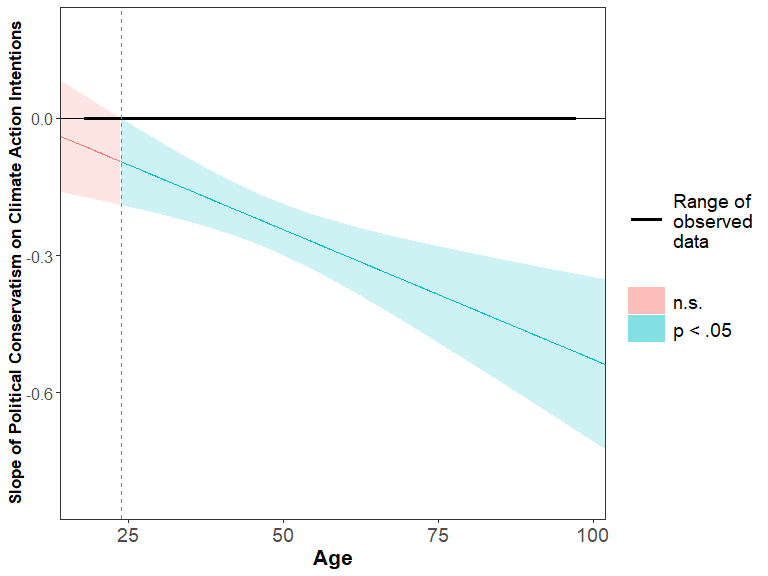 Slope of Political Conservatism on Climate Action Intentions
0.0
-0.3
-0.6
25
50
75
100
Age
Range of
observed
data
n.s.
p < .05